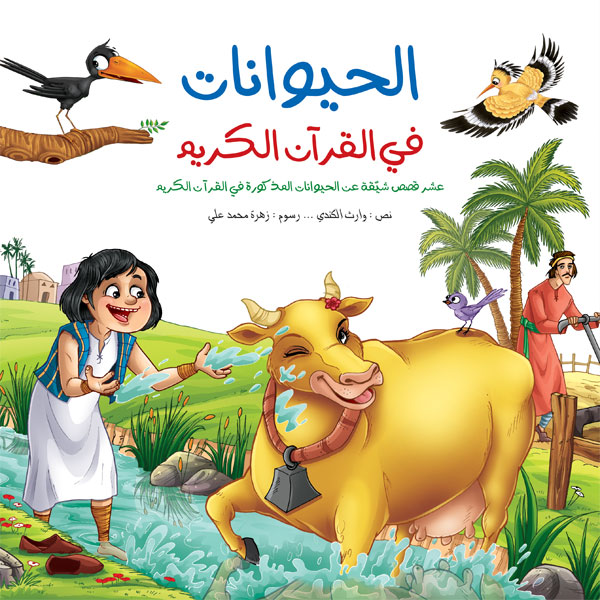 الحيوانات
في القرآن الكريم
عشر قصص شيّقة عن الحيوانات المذكورة في القرآن الكريم
نص : وارث الكندي ... رسوم : زهرة محمد علي